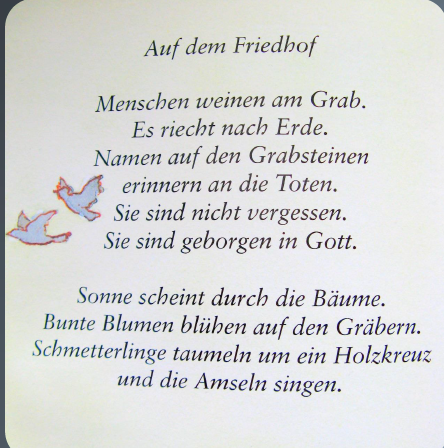 Auf dem Friedhof
Menschen weinen am Grab.
Es riecht nach Erde.
Namen auf den Grabsteinen
erinnern an die Toten.
Sie sind nicht vergessen.
Sie sind geborgen in Gott.
Sonne scheint durch die Bäume.
Bunte Blumen blühen auf den Gräbern.
Schmetterlinge taumeln um ein Holzkreuz
und die Amseln singen.